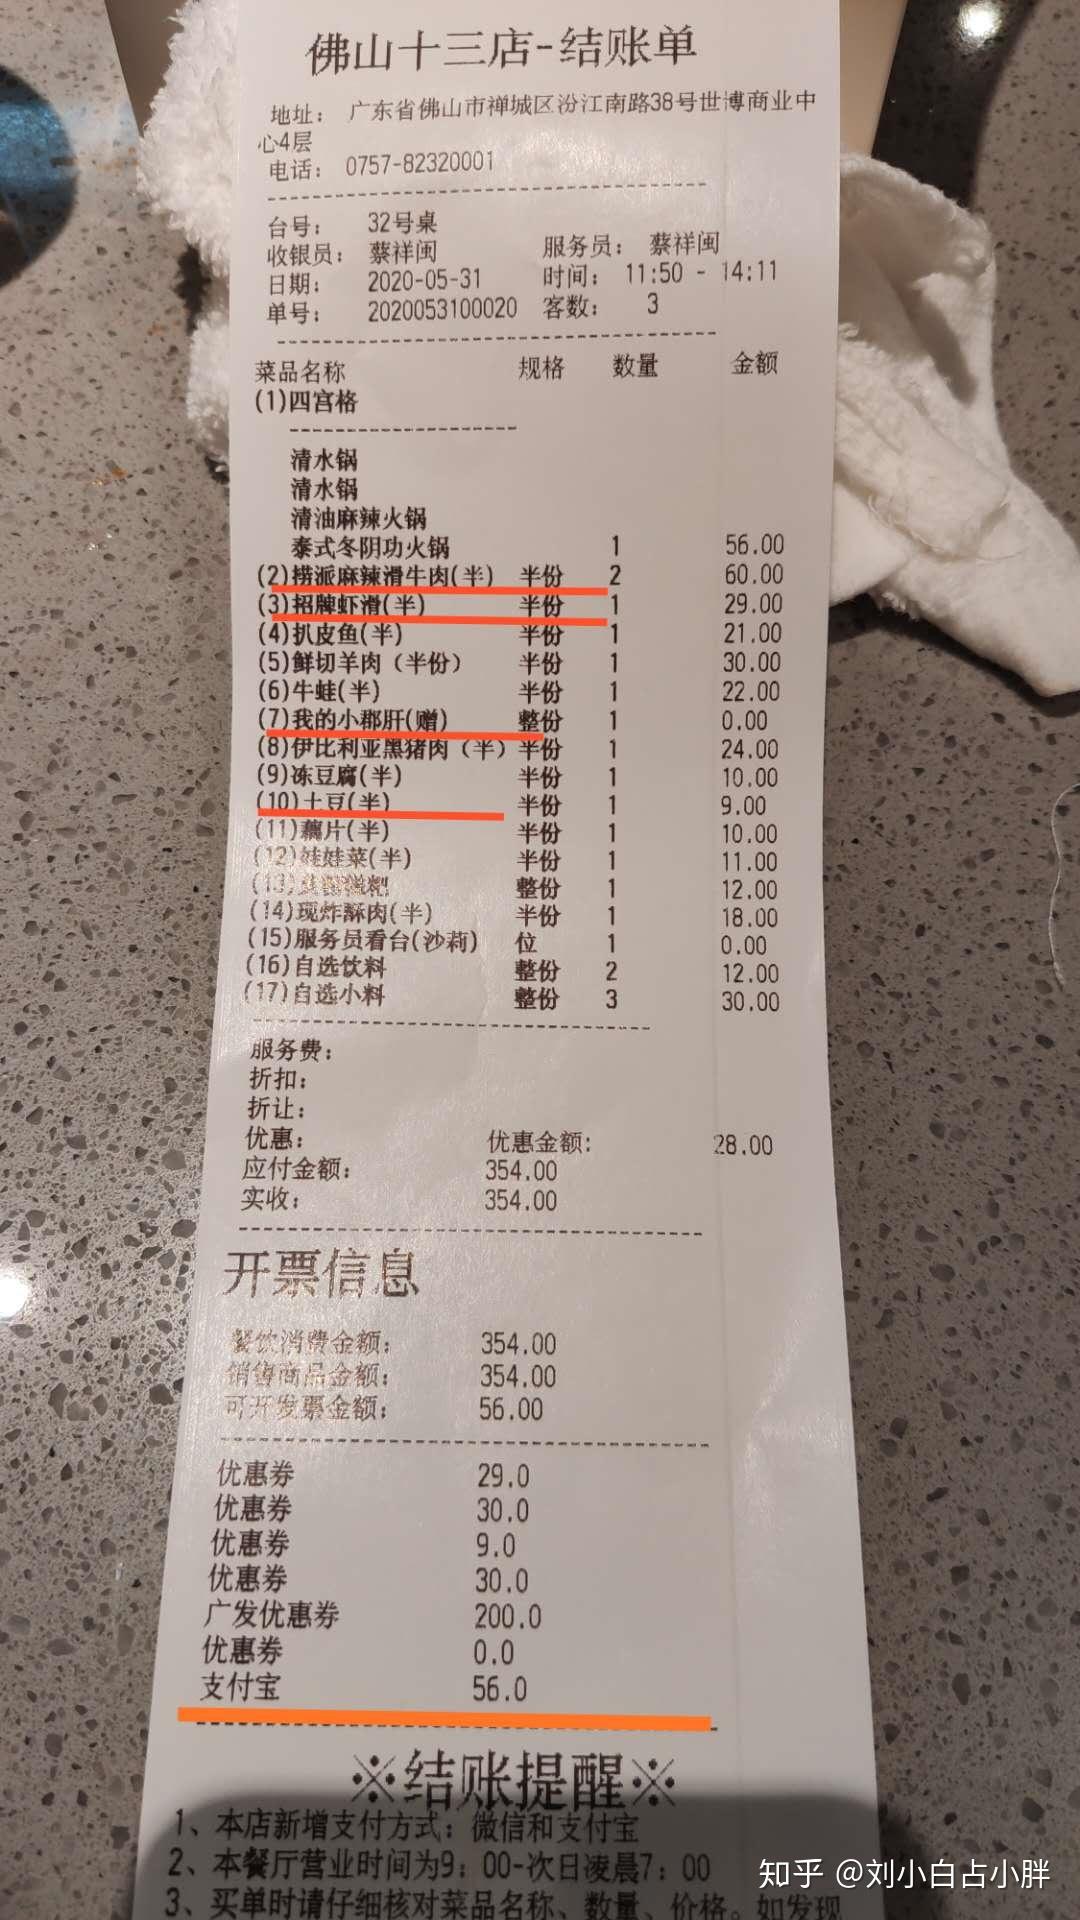 佛山十三店-结账单
地址： 广东省佛山市禅城区汾江南路38号世博商业中
心4层
电话： 0757-82320001
台号： 32号桌
收银员： 蔡祥闽 服务员： 蔡祥闽
日期： 2020-05-31 时间： 11:50 - 14:11
单号： 2020053100020 客数： 3
菜品名称 规格 数量 金额
(1)四宫格
清水锅
清水锅
清油麻辣火锅
泰式冬阴功火锅 1 56.00
(2)捞派麻辣滑牛肉(半) 半份 2 60.00
(3)招牌虾滑(半) 半份 1 29.00
(4)扒皮鱼(半) 半份 1 21.00
(5)鲜切羊肉（半份） 半份 1 30.00
(6)牛蛙(半) 半份 1 22.00
(7)我的小郡肝(赠) 整份 1 0.00
(8)伊比利亚黑猪肉（半） 半份 1 24.00
(9)冻豆腐(半) 半份 1 10.00
(10)土豆(半) 半份 1 9.00
(11)藕片(半) 半份 1 10.00
(12)娃娃菜(半) 半份 1 11.00
(13) 整份 1 12.00
(14)现炸酥肉(半) 半份 1 18.00
(15)服务员看台(沙莉) 位 1 0.00
(16)自选饮料 整份 2 12.00
(17)自选小料 整份 3 30.00
服务费：
折扣：
折让：
优惠： 优惠金额： 28.00
应付金额： 354.00
实收： 354.00
开票信息
餐饮消费金额： 354.00
销售商品金额： 354.00
可开发票金额： 56.00
优惠券 29.0
优惠券 30.0
优惠券 9.0
优惠券 30.0
广发优惠券 200.0
优惠券 0.0
支付宝 56.0
※结账提醒※
1、本店新增支付方式：微信和支付宝
2、本餐厅营业时间为9：00-次日凌晨7：00
3、买单时请仔细核对菜品名称、数量、价格。如发现
知乎 @刘小白占小胖